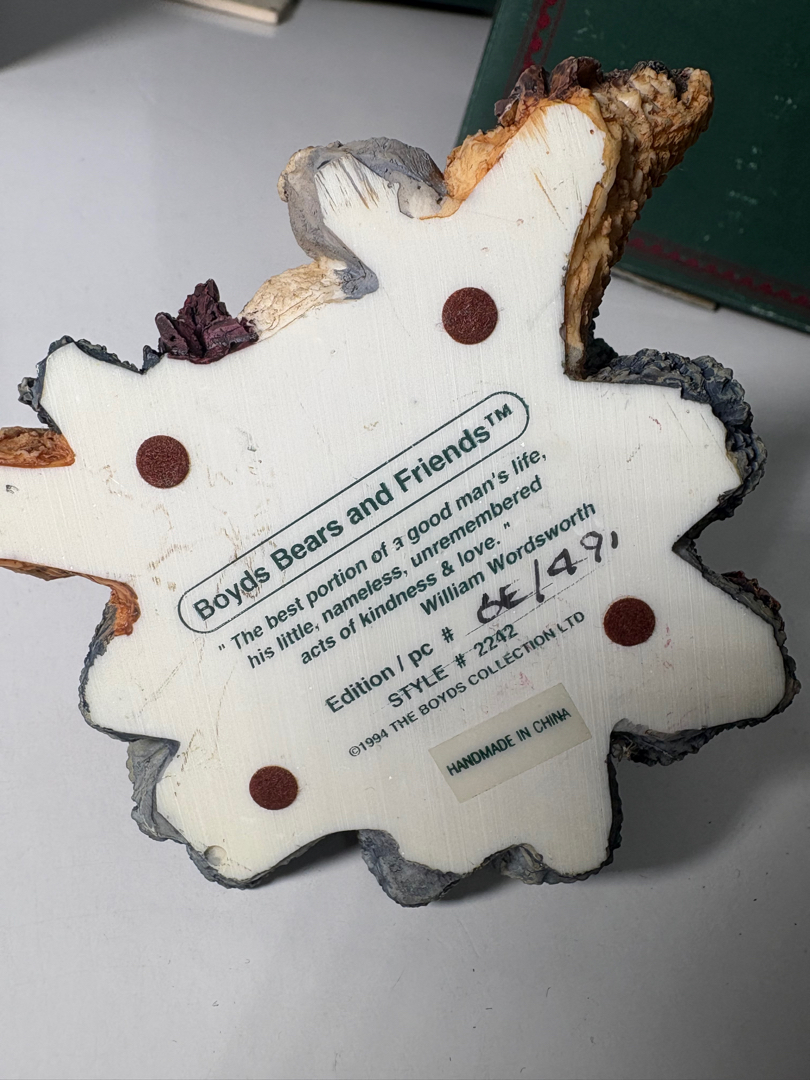 Boyds Bears and Friends™
" The best portion of a good man's life,
his little, nameless, unremembered
acts of kindness & love. "
William Wordsworth
Edition / pc # 6E/491
STYLE # 2242
©1994 THE BOYDS COLLECTION LTD
HANDMADE IN CHINA